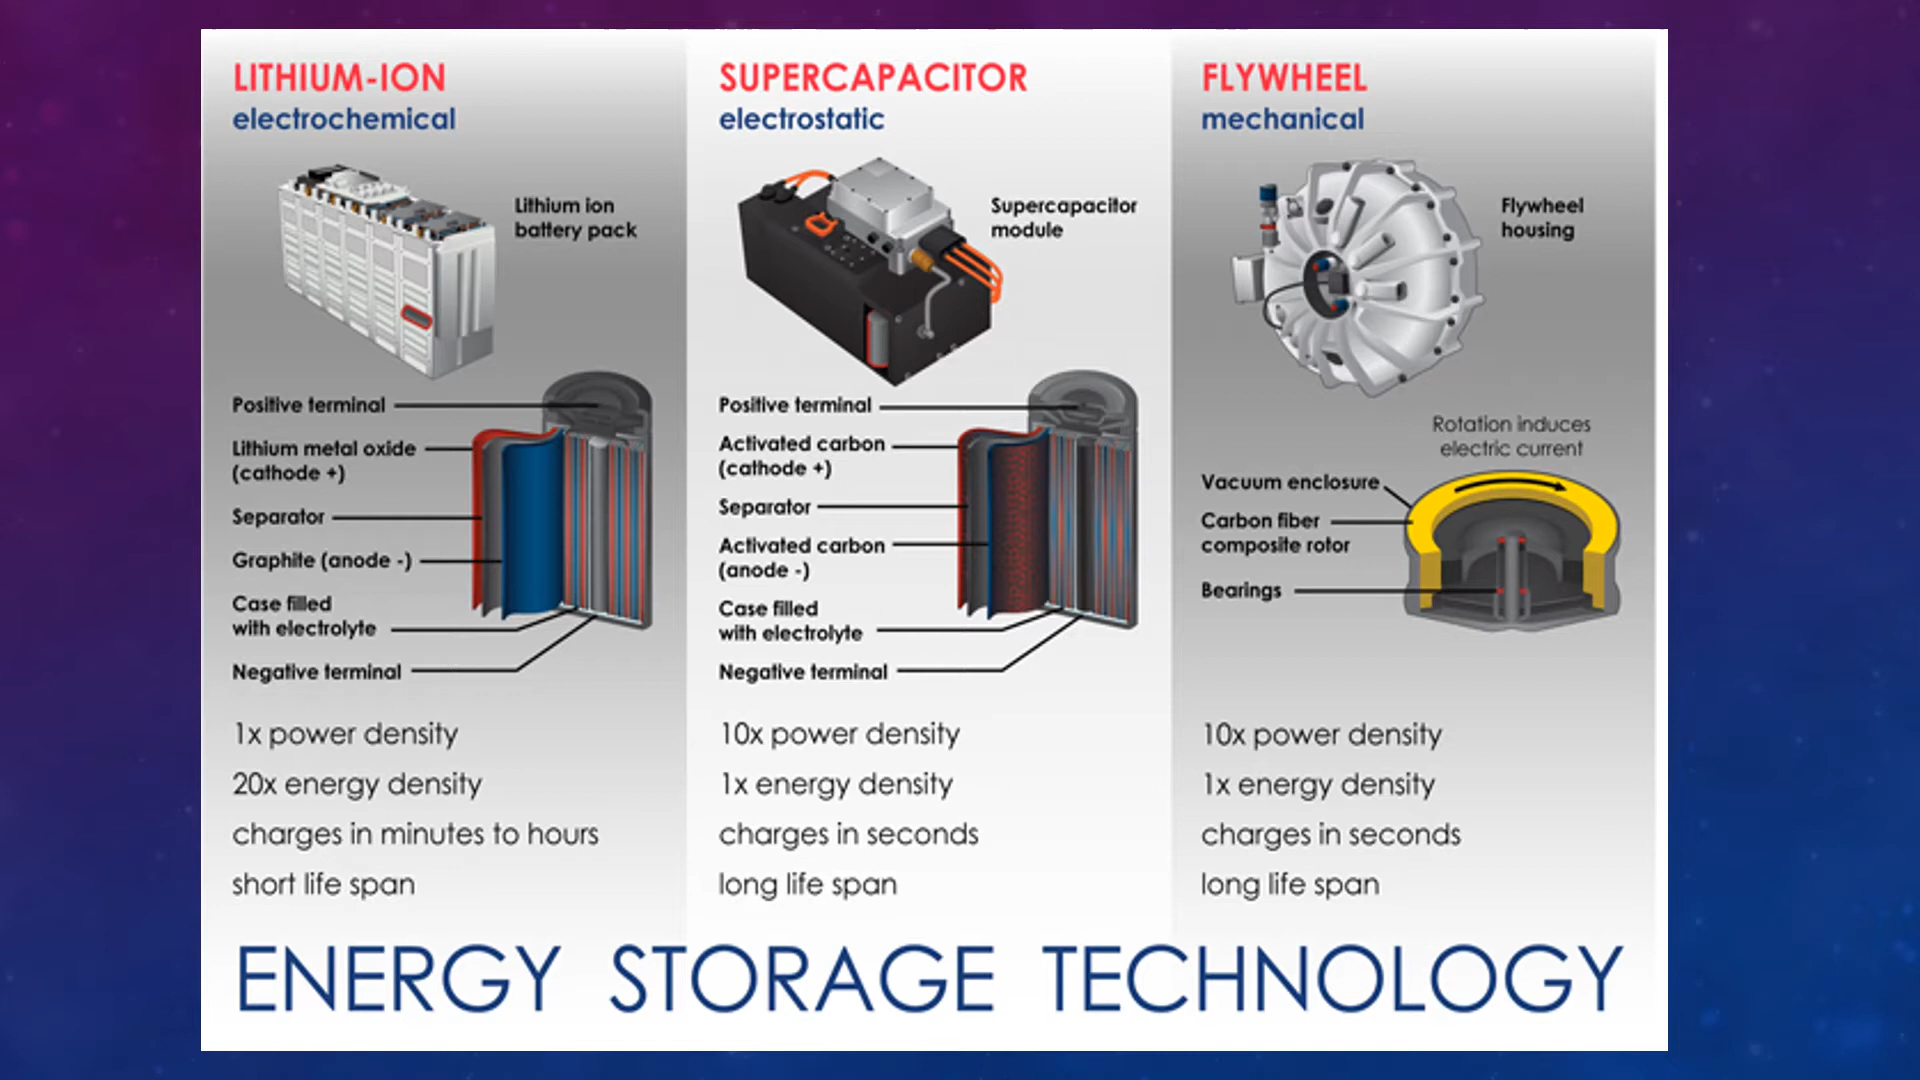 LITHIUM-ION
electrochemical
Lithium ion
battery pack
Positive terminal
Lithium metal oxide
(cathode +)
Separator
Graphite (anode -)
Case filled
with electrolyte
Negative terminal
1x power density
20x energy density
charges in minutes to hours
short life span
SUPERCAPACITOR
electrostatic
Supercapacitor
module
Positive terminal
Activated carbon
(cathode +)
Separator
Activated carbon
(anode -)
Case filled
with electrolyte
Negative terminal
10x power density
1x energy density
charges in seconds
long life span
FLYWHEEL
mechanical
Flywheel
housing
Rotation induces
electric current
Vacuum enclosure
Carbon fiber
composite rotor
Bearings
10x power density
1x energy density
charges in seconds
long life span
ENERGY STORAGE TECHNOLOGY